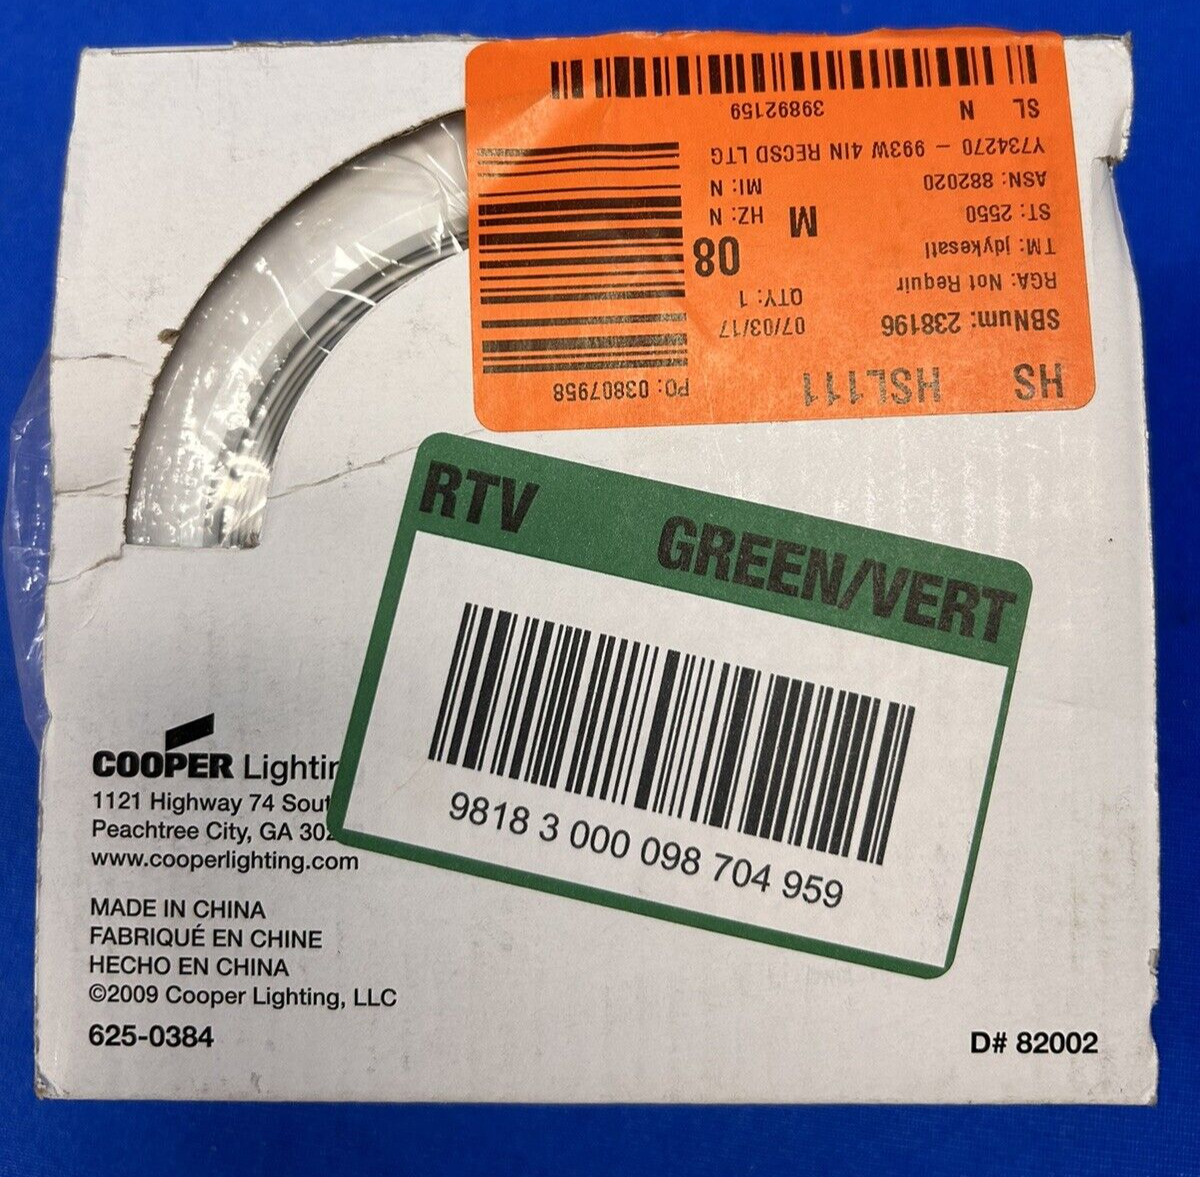 SL N
39892159
Y734270 - 993W 4IN RECSD LTG
ASN: 882020 MI: N
ST: 2550 M HZ: N
TM: jdykesatl 08
RGA: Not Requir QTY: 1
SBNum: 238196 07/03/17
HS HSL111 PO: 03807958
RTV GREEN/VERT
9818 3 000 098 704 959
COOPER Lightin
1121 Highway 74 Sout
Peachtree City, GA 302
www.cooperlighting.com
MADE IN CHINA
FABRIQUÉ EN CHINE
HECHO EN CHINA
©2009 Cooper Lighting, LLC
625-0384
D# 82002